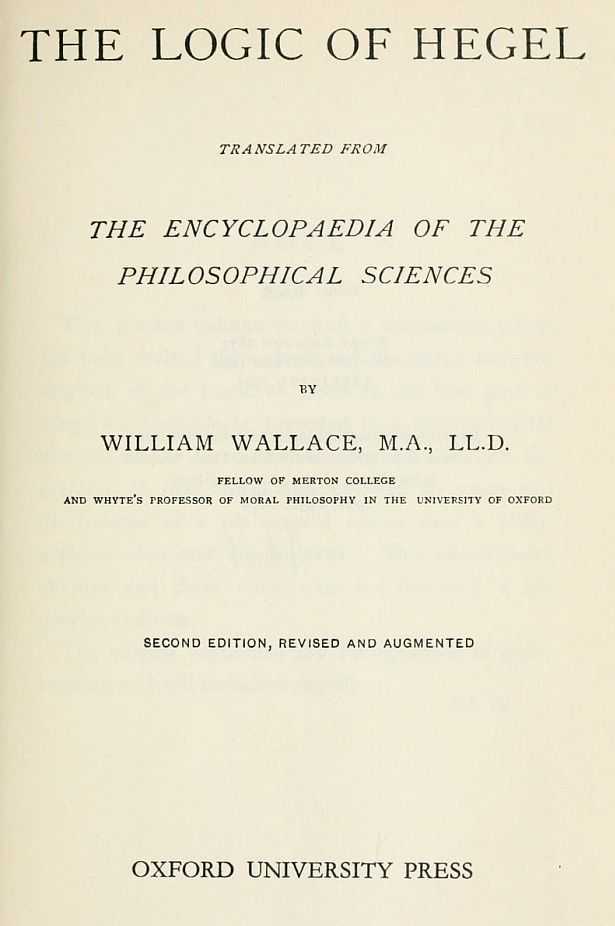 THE LOGIC OF HEGEL
TRANSLATED FROM
THE ENCYCLOPAEDIA OF THE
PHILOSOPHICAL SCIENCES
BY
WILLIAM WALLACE, M.A., LL.D.
FELLOW OF MERTON COLLEGE
AND WHYTE'S PROFESSOR OF MORAL PHILOSOPHY IN THE UNIVERSITY OF OXFORD
SECOND EDITION, REVISED AND AUGMENTED
OXFORD UNIVERSITY PRESS